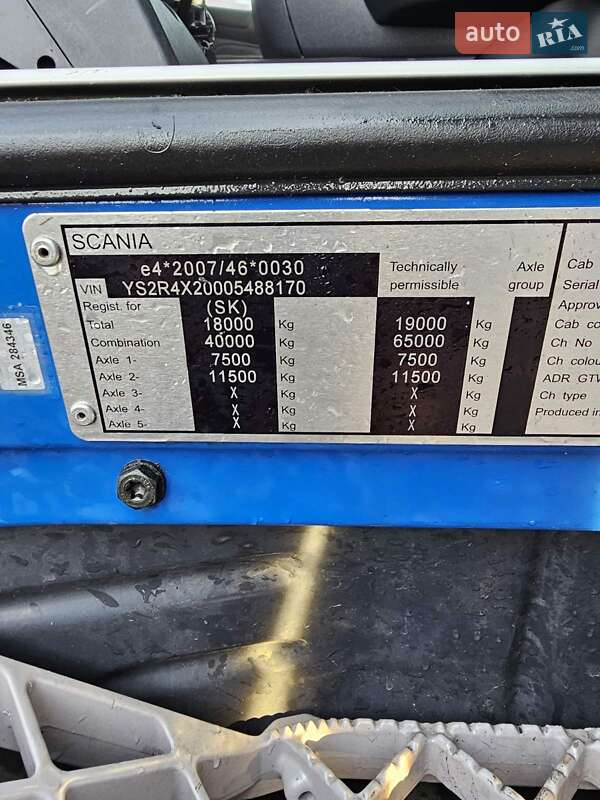 auto RIA .com
SCANIA
e4*2007/46*0030
VIN YS2R4X20005488170
Regist. for (SK)
Technically permissible
Axle group
Total 18000 Kg 19000 Kg
Combination 40000 Kg 65000 Kg
Axle 1- 7500 Kg 7500 Kg
Axle 2- 11500 Kg 11500 Kg
Axle 3- X Kg X Kg
Axle 4- X Kg X Kg
Axle 5- X Kg X Kg
Cab
Serial
Approv
Cab co
Ch No
Ch colou
ADR GTW
Ch type
Produced in
MSA 284346